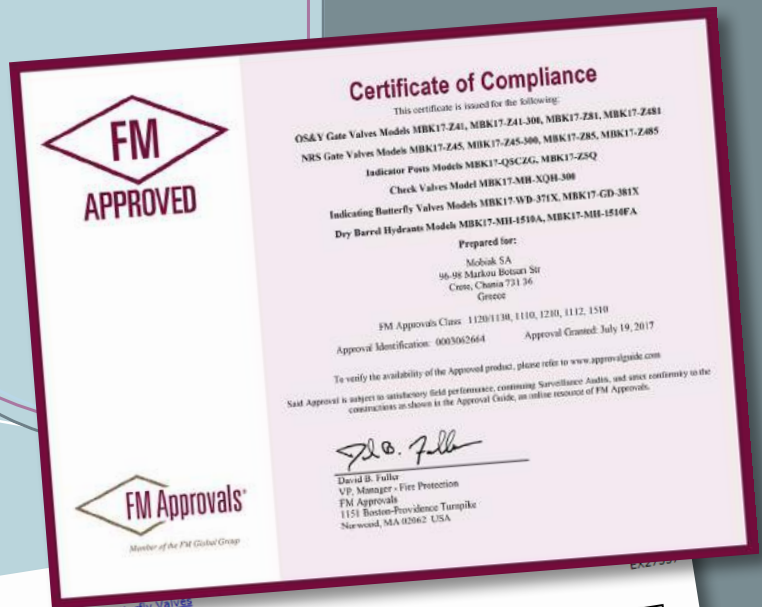 FM
APPROVED
Certificate of Compliance
This certificate is issued for the following:
OS&Y Gate Valves Models MBK17-Z41, MBK17-Z41-300, MBK17-Z81, MBK17-Z481
NRS Gate Valves Models MBK17-Z45, MBK17-Z45-300, MBK17-Z85, MBK17-Z485
Indicator Posts Models MBK17-QSCZG, MBK17-ZSQ
Check Valves Model MBK17-MH-XQH-300
Indicating Butterfly Valves Models MBK17-WD-371X, MBK17-GD-381X
Dry Barrel Hydrants Models MBK17-MH-1510A, MBK17-MH-1510FA
Prepared for:
Mobiak SA
96-98 Markou Botsari Str
Crete, Chania 731 36
Greece
FM Approvals Class: 1120/1130, 1110, 1210, 1112, 1510
Approval Identification: 0003062664 Approval Granted: July 19, 2017
To verify the availability of the Approved product, please refer to www.approvalguide.com
Said Approval is subject to satisfactory field performance, continuing Surveillance Audits, and strict conformity to the
constructions as shown in the Approval Guide, an online resource of FM Approvals.
David B. Fuller
VP, Manager - Fire Protection
FM Approvals
1151 Boston-Providence Turnpike
Norwood, MA 02062 USA
FM Approvals
Member of the FM Global Group
Valves